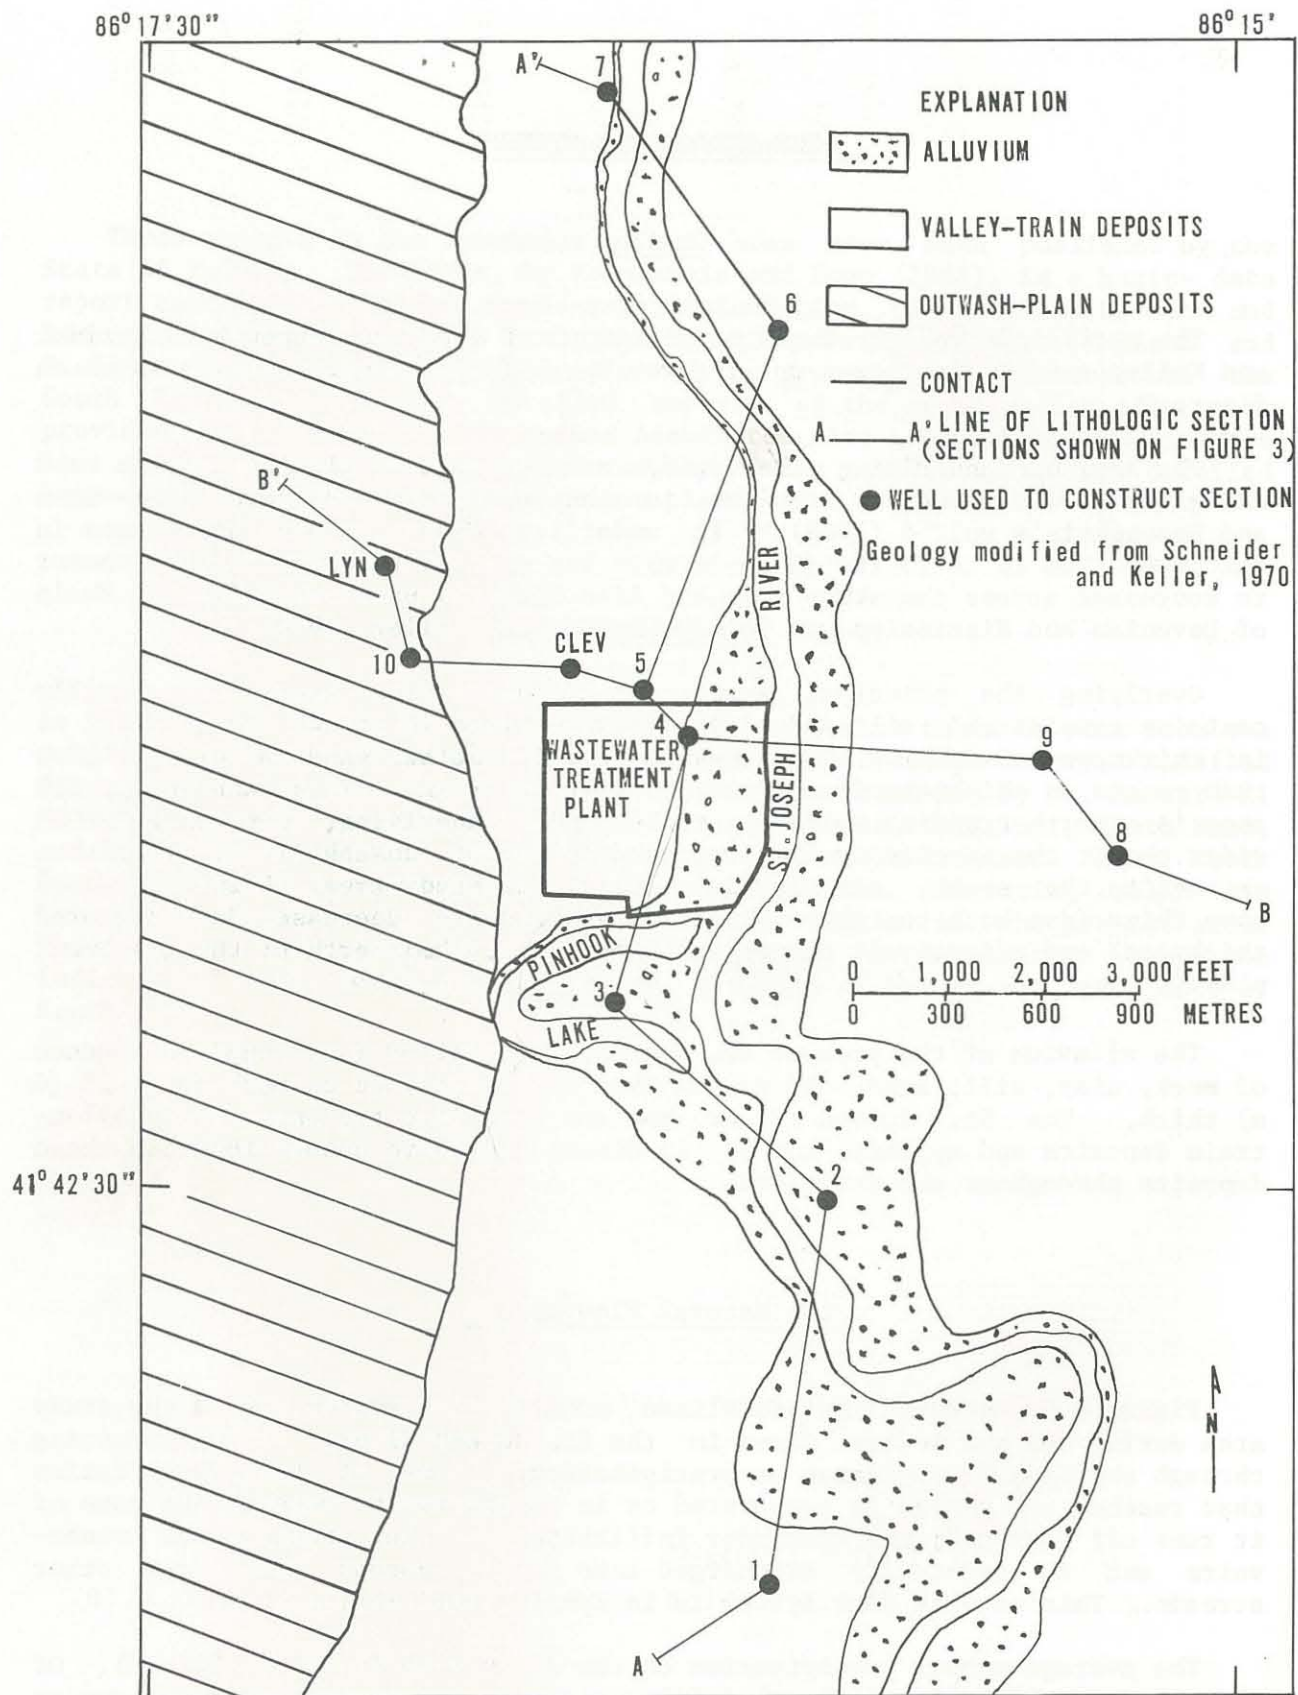 86°17'30"
86°15'
A'
7
EXPLANATION
ALLUVIUM
VALLEY-TRAIN DEPOSITS
6
OUTWASH-PLAIN DEPOSITS
CONTACT
A A' LINE OF LITHOLOGIC SECTION
(SECTIONS SHOWN ON FIGURE 3)
B'
WELL USED TO CONSTRUCT SECTION
LYN
Geology modified from Schneider
and Keller, 1970
RIVER
CLEV
10
5
4
9
WASTEWATER
TREATMENT
PLANT
ST. JOSEPH
8
B
PINHOOK
3
LAKE
0 1,000 2,000 3,000 FEET
0 300 600 900 METRES
2
41°42'30"
N
1
A